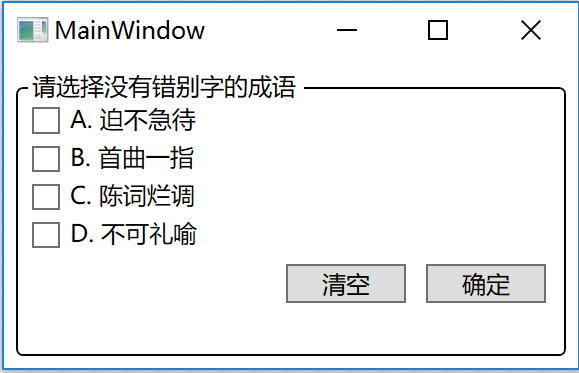 MainWindow
请选择没有错别字的成语
A. 迫不急待
B. 首曲一指
C. 陈词烂调
D. 不可礼喻
清空 确定